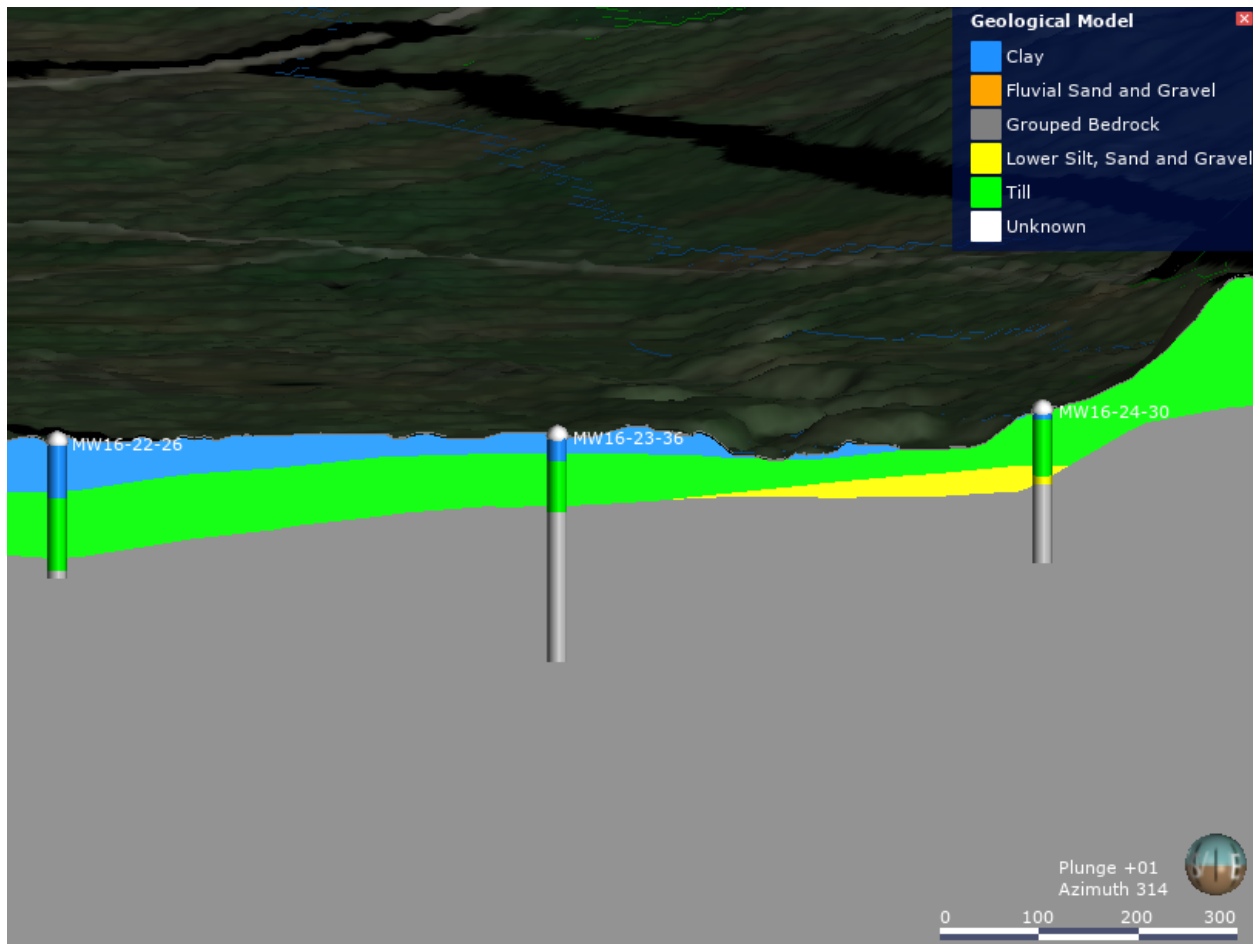 Geological Model
Clay
Fluvial Sand and Gravel
Grouped Bedrock
Lower Silt, Sand and Gravel
Till
Unknown
MW16-24-30
MW16-23-36
MW16-22-26
Plunge +01
Azimuth 314
E
0 100 200 300